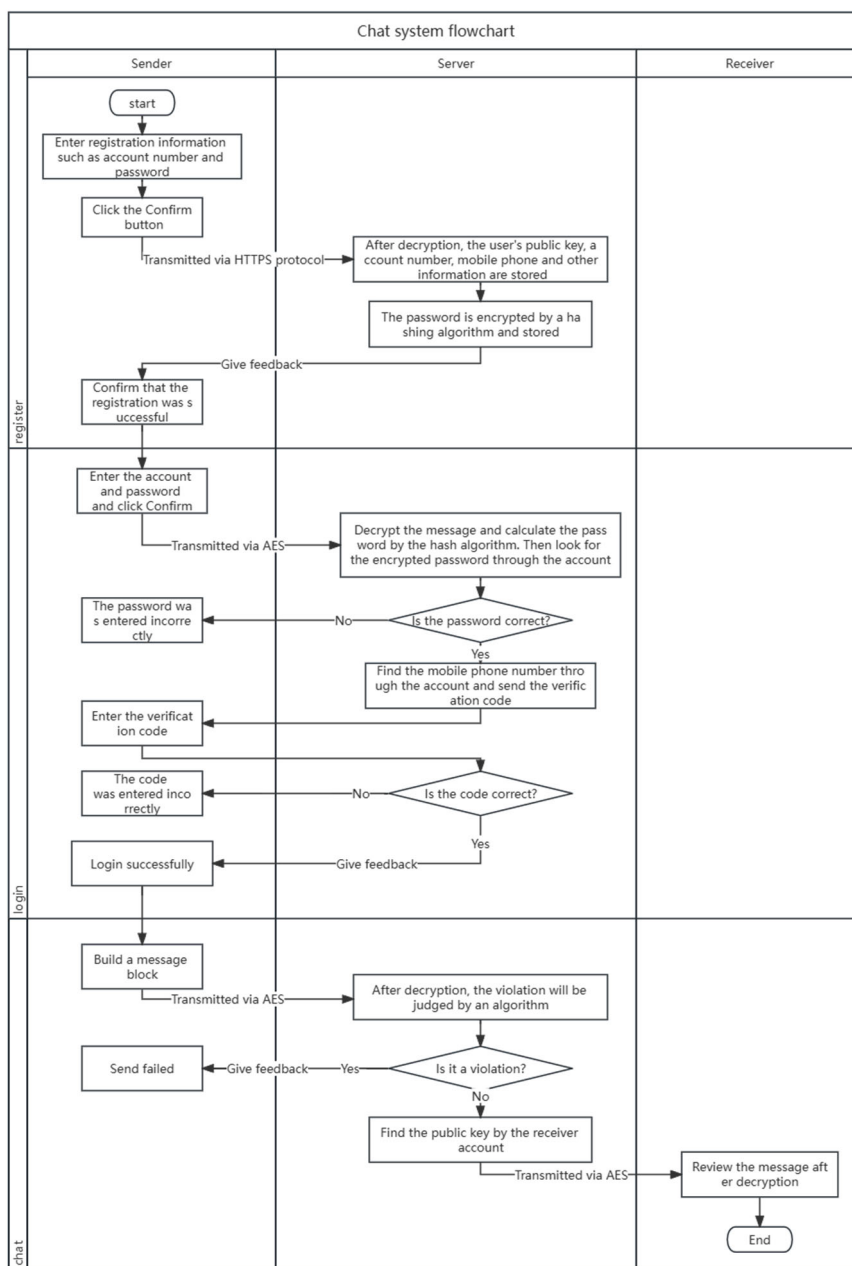 Chat system flowchart
Sender
Server
Receiver
register
start
Enter registration information
such as account number and
password
Click the Confirm
button
Transmitted via HTTPS protocol
After decryption, the user's public key, a
ccount number, mobile phone and other
information are stored
The password is encrypted by a ha
shing algorithm and stored
Give feedback
Confirm that the
registration was s
uccessful
login
Enter the account
and password
and click Confirm
Transmitted via AES
Decrypt the message and calculate the pass
word by the hash algorithm. Then look for
the encrypted password through the account
Is the password correct?
No
The password wa
s entered incorre
ctly
Yes
Find the mobile phone number thro
ugh the account and send the verific
ation code
Enter the verificat
ion code
Is the code correct?
No
The code
was entered inco
rrectly
Yes
Give feedback
Login successfully
chat
Build a message
block
Transmitted via AES
After decryption, the violation will be
judged by an algorithm
Is it a violation?
Yes
Give feedback
Send failed
No
Find the public key by the receiver
account
Transmitted via AES
Review the message aft
er decryption
End